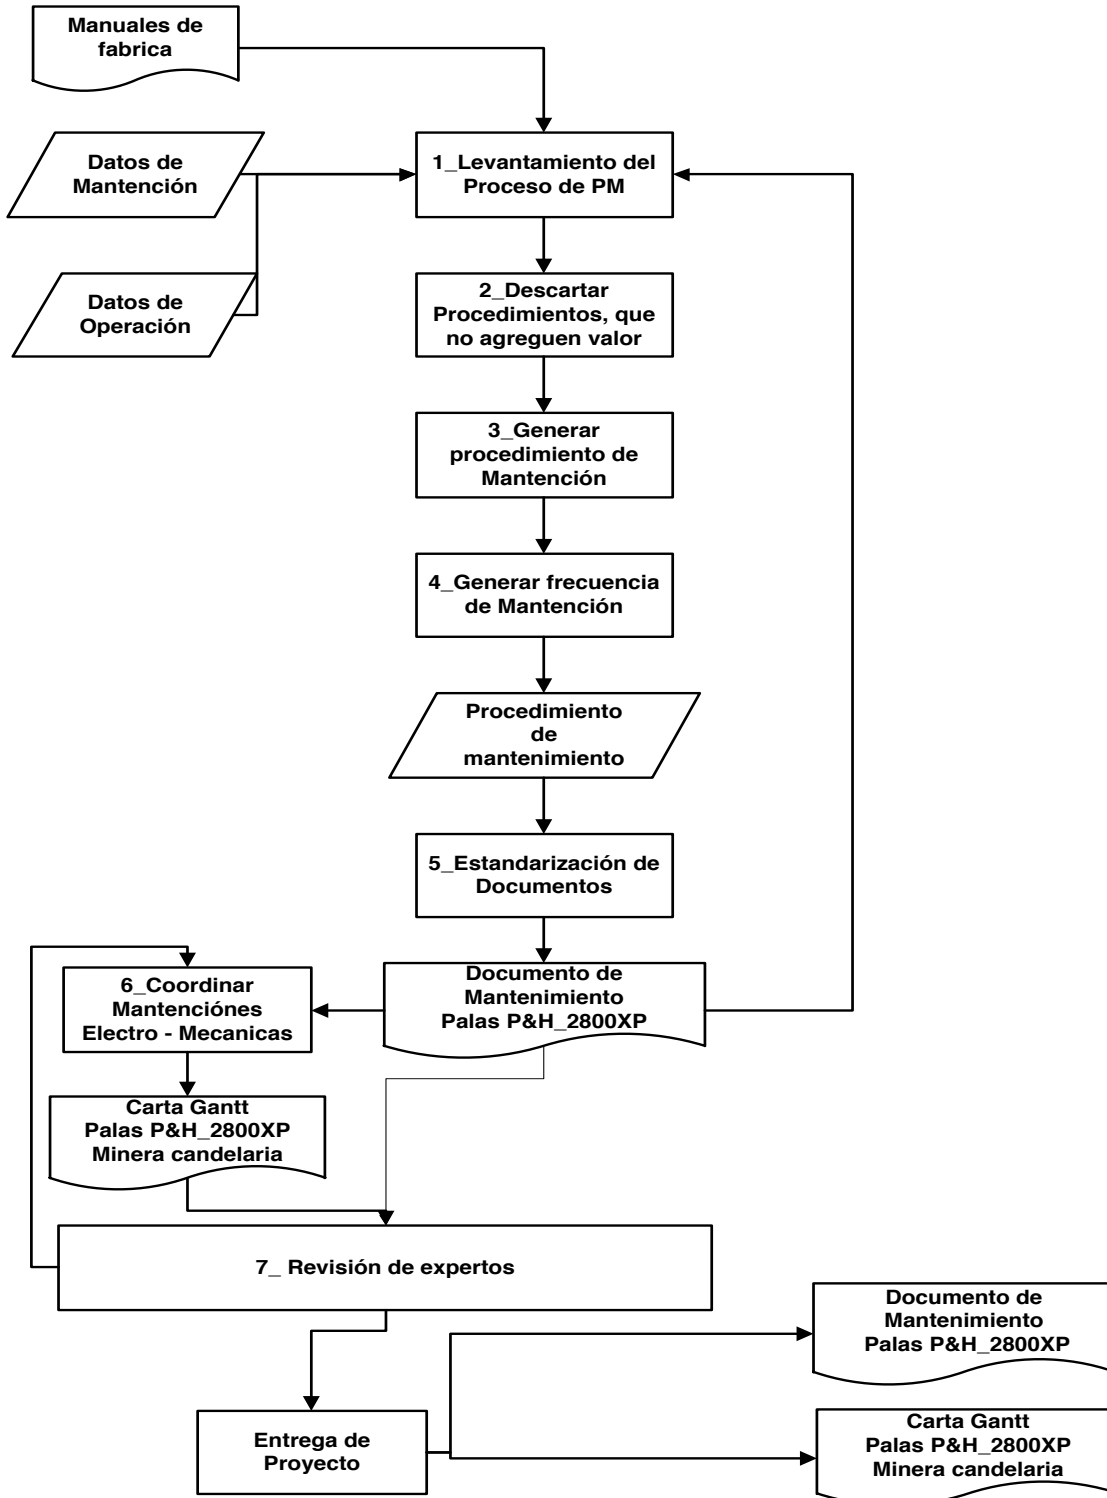 Manuales de
fabrica
Datos de
Mantención
1_Levantamiento del
Proceso de PM
Datos de
Operación
2_Descartar
Procedimientos, que
no agreguen valor
3_Generar
procedimiento de
Mantención
4_Generar frecuencia
de Mantención
Procedimiento
de
mantenimiento
5_Estandarización de
Documentos
6_Coordinar
Mantenciónes
Electro - Mecanicas
Documento de
Mantenimiento
Palas P&H_2800XP
Carta Gantt
Palas P&H_2800XP
Minera candelaria
7_ Revisión de expertos
Documento de
Mantenimiento
Palas P&H_2800XP
Entrega de
Proyecto
Carta Gantt
Palas P&H_2800XP
Minera candelaria